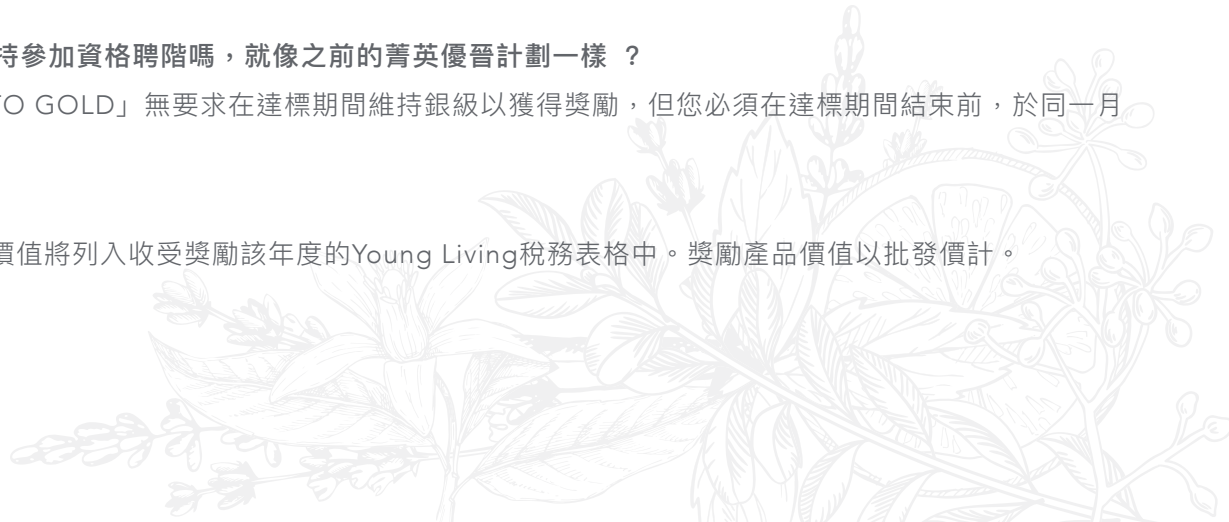 持參加資格聘階嗎，就像之前的菁英優晉計劃一樣 ？
TO GOLD」無要求在達標期間維持銀級以獲得獎勵，但您必須在達標期間結束前，於同一月
價值將列入收受獎勵該年度的Young Living稅務表格中。獎勵產品價值以批發價計。